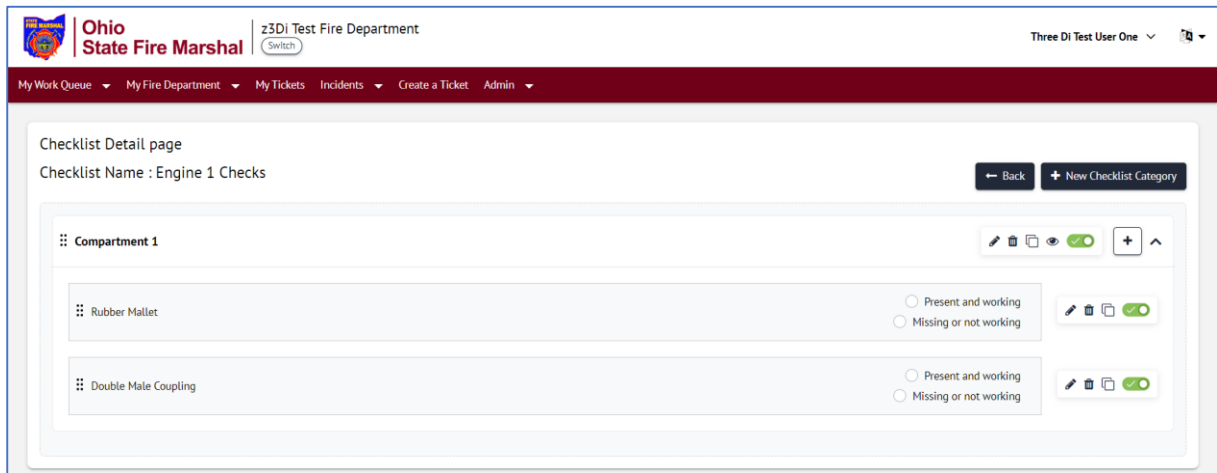 FIRE MARSHAL
Ohio
State Fire Marshal
z3Di Test Fire Department
Switch
Three Di Test User One
My Work Queue My Fire Department My Tickets Incidents Create a Ticket Admin
Checklist Detail page
Checklist Name : Engine 1 Checks
Back
New Checklist Category
Compartment 1
Rubber Mallet
Present and working
Missing or not working
Double Male Coupling
Present and working
Missing or not working